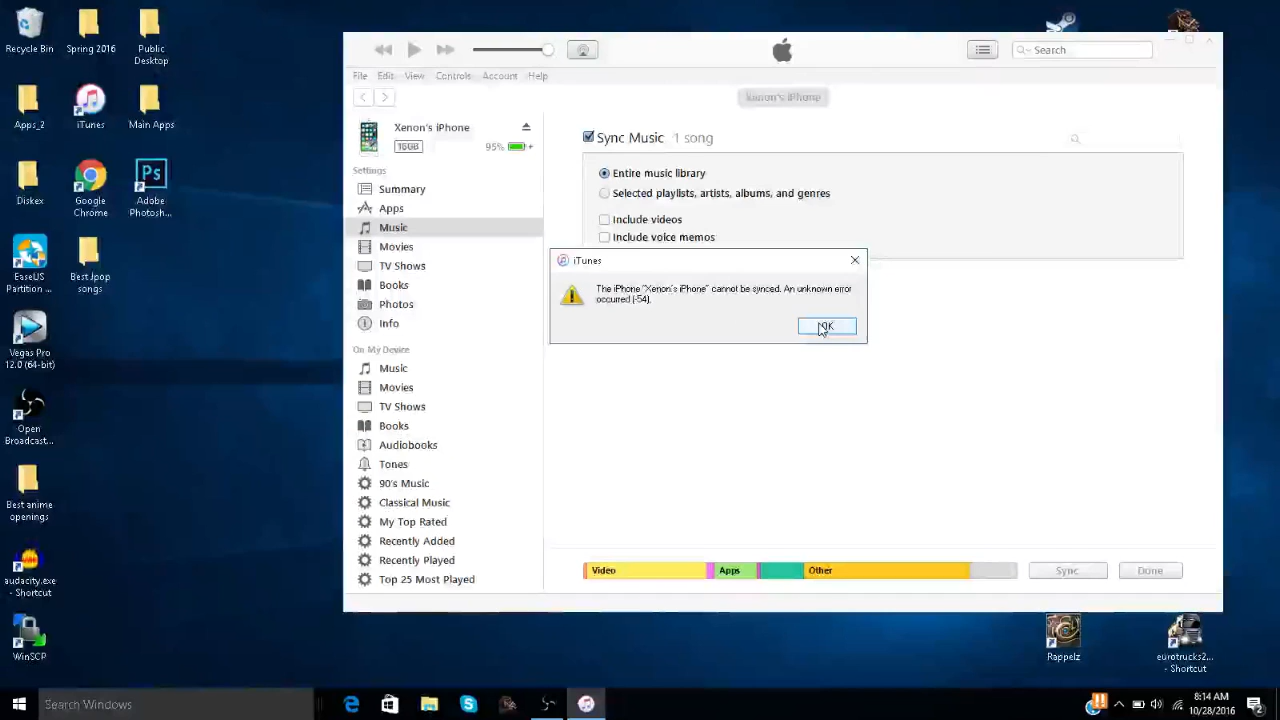 Recycle Bin
Spring 2016
Public
Desktop
Apps_2
iTunes
Main Apps
Diskex
Google
Chrome
Ps
Adobe
Photosh...
EaseUS
Partition ...
Best Jpop
songs
Vegas Pro
12.0 (64-bit)
Open
Broadcast...
Best anime
openings
audacity.exe
- Shortcut
WinSCP
Search
File Edit View Controls Account Help
Xenon's iPhone
Xenon's iPhone
16GB 95%
Settings
Summary
Apps
Music
Movies
TV Shows
Books
Photos
Info
On My Device
Music
Movies
TV Shows
Books
Audiobooks
Tones
90's Music
Classical Music
My Top Rated
Recently Added
Recently Played
Top 25 Most Played
Sync Music 1 song
Entire music library
Selected playlists, artists, albums, and genres
Include videos
Include voice memos
iTunes
The iPhone "Xenon's iPhone" cannot be synced. An unknown error
occurred (-54).
OK
Video Apps Other Sync Done
Rappelz
eurotrucks2...
- Shortcut
Search Windows
8:14 AM
10/28/2016
2